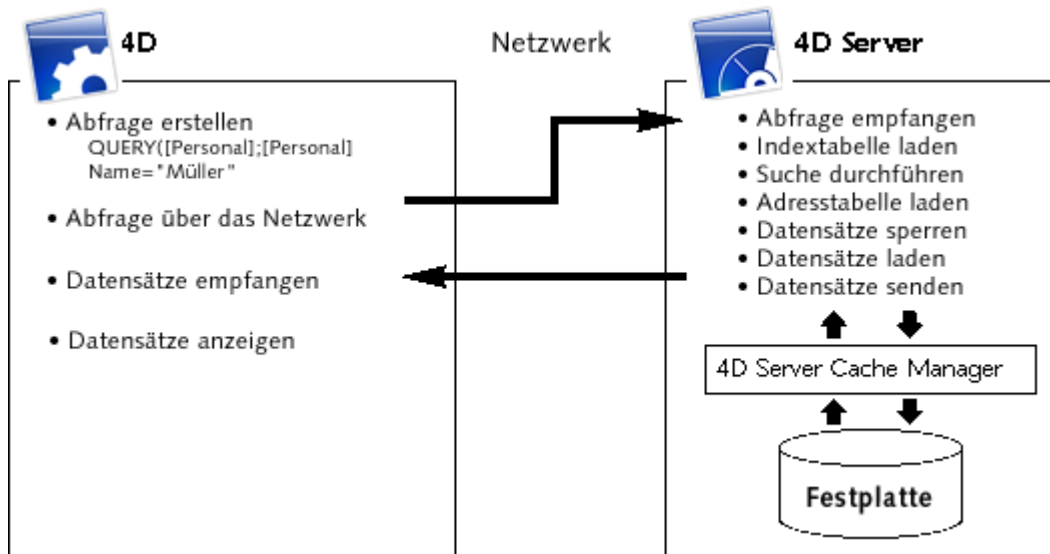 4D
Netzwerk
4D Server
• Abfrage erstellen
QUERY([Personal];[Personal]
Name="Müller"
• Abfrage über das Netzwerk
• Datensätze empfangen
• Datensätze anzeigen
• Abfrage empfangen
• Indextabelle laden
• Suche durchführen
• Adresstabelle laden
• Datensätze sperren
• Datensätze laden
• Datensätze senden
4D Server Cache Manager
Festplatte